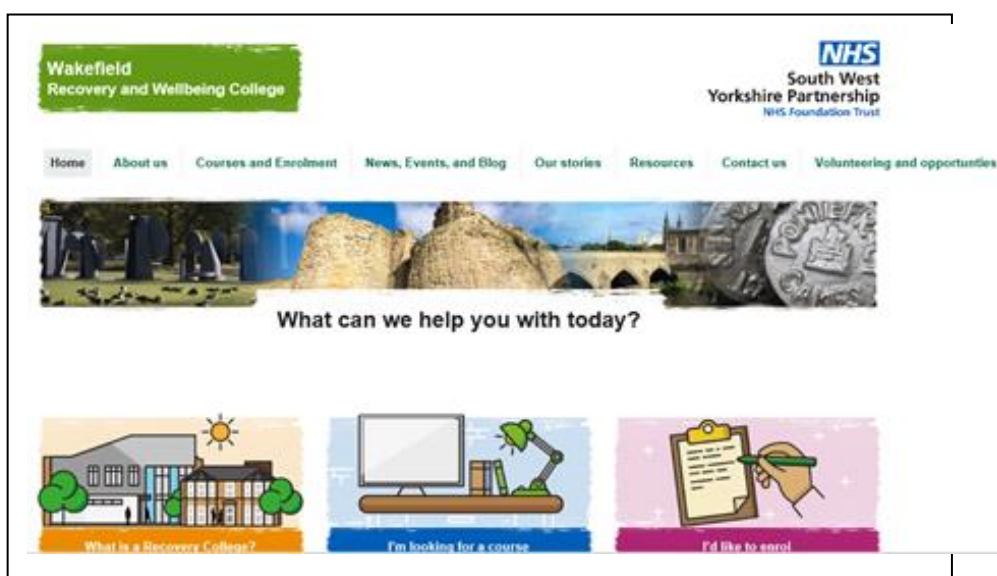 Wakefield
Recovery and Wellbeing College
NHS
South West
Yorkshire Partnership
NHS Foundation Trust
Home About us Courses and Enrolment News, Events, and Blog Our stories Resources Contact us Volunteering and opportunties
What can we help you with today?
What is a Recovery College? I'm looking for a course I'd like to enrol